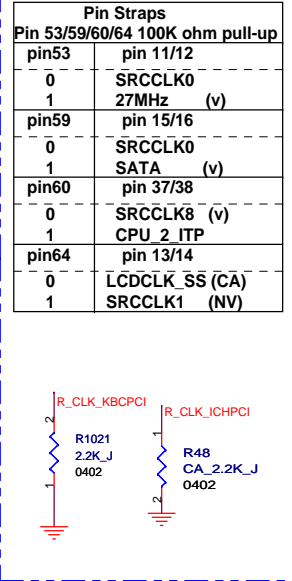 Pin Straps
Pin 53/59/60/64 100K ohm pull-up
pin53 pin 11/12
0 SRCCLK0
1 27MHz (v)
pin59 pin 15/16
0 SRCCLK0
1 SATA (v)
pin60 pin 37/38
0 SRCCLK8 (v)
1 CPU_2_ITP
pin64 pin 13/14
0 LCDCLK_SS (CA)
1 SRCCLK1 (NV)
R_CLK_KBCPCI
R_CLK_ICHPCI
2
1
R1021
2.2K_J
0402
1
2
R48
CA_2.2K_J
0402